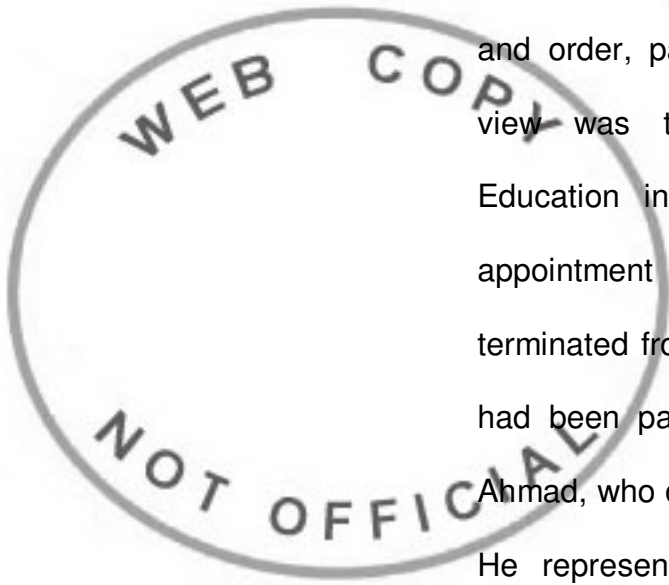 WEB COPY
and order, pa
view was t
Education in
appointment
terminated fro
had been pa
Ahmad, who
He represen
NOT OFFICIAL